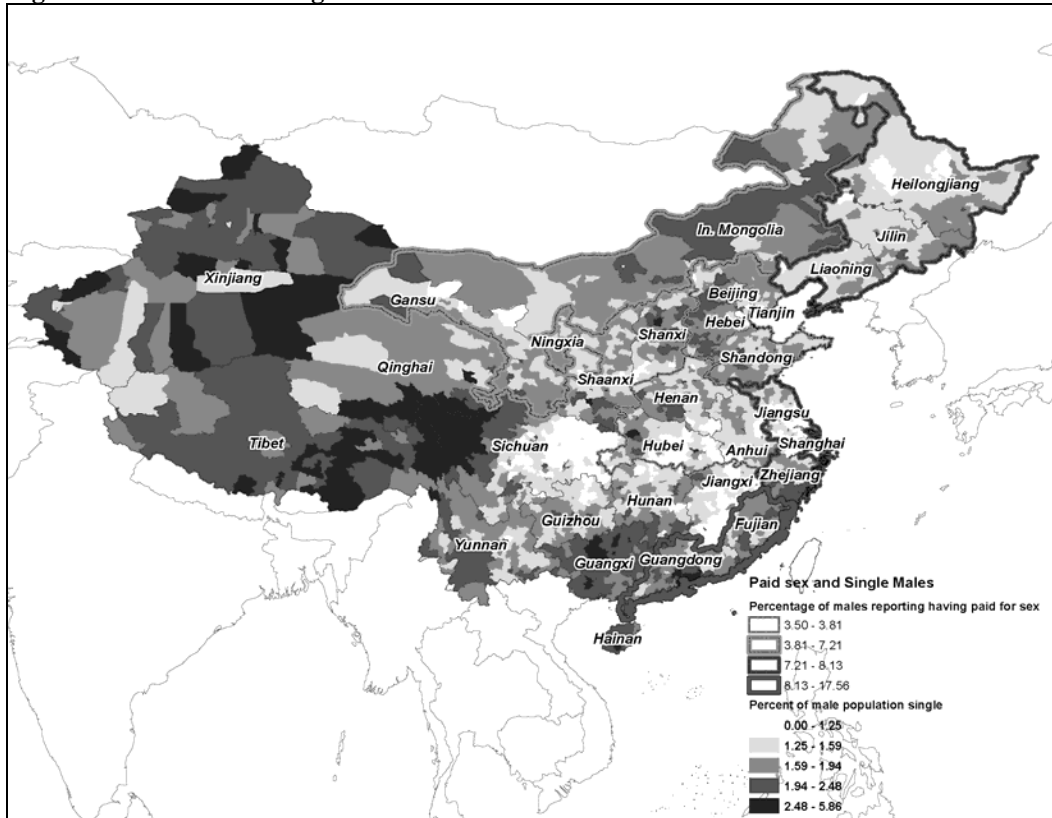 Heilongjiang
In. Mongolia
Jilin
Liaoning
Xinjiang
Gansu
Beijing
Tianjin
Hebei
Ningxia
Shanxi
Shandong
Qinghai
Shaanxi
Henan
Jiangsu
Tibet
Sichuan
Hubei
Anhui
Shanghai
Zhejiang
Jiangxi
Hunan
Guizhou
Fujian
Yunnan
Guangxi
Guangdong
Hainan
Paid sex and Single Males
Percentage of males reporting having paid for sex
3.50 - 3.81
3.81 - 7.21
7.21 - 8.13
8.13 - 17.56
Percent of male population single
0.00 - 1.25
1.25 - 1.59
1.59 - 1.94
1.94 - 2.48
2.48 - 5.86